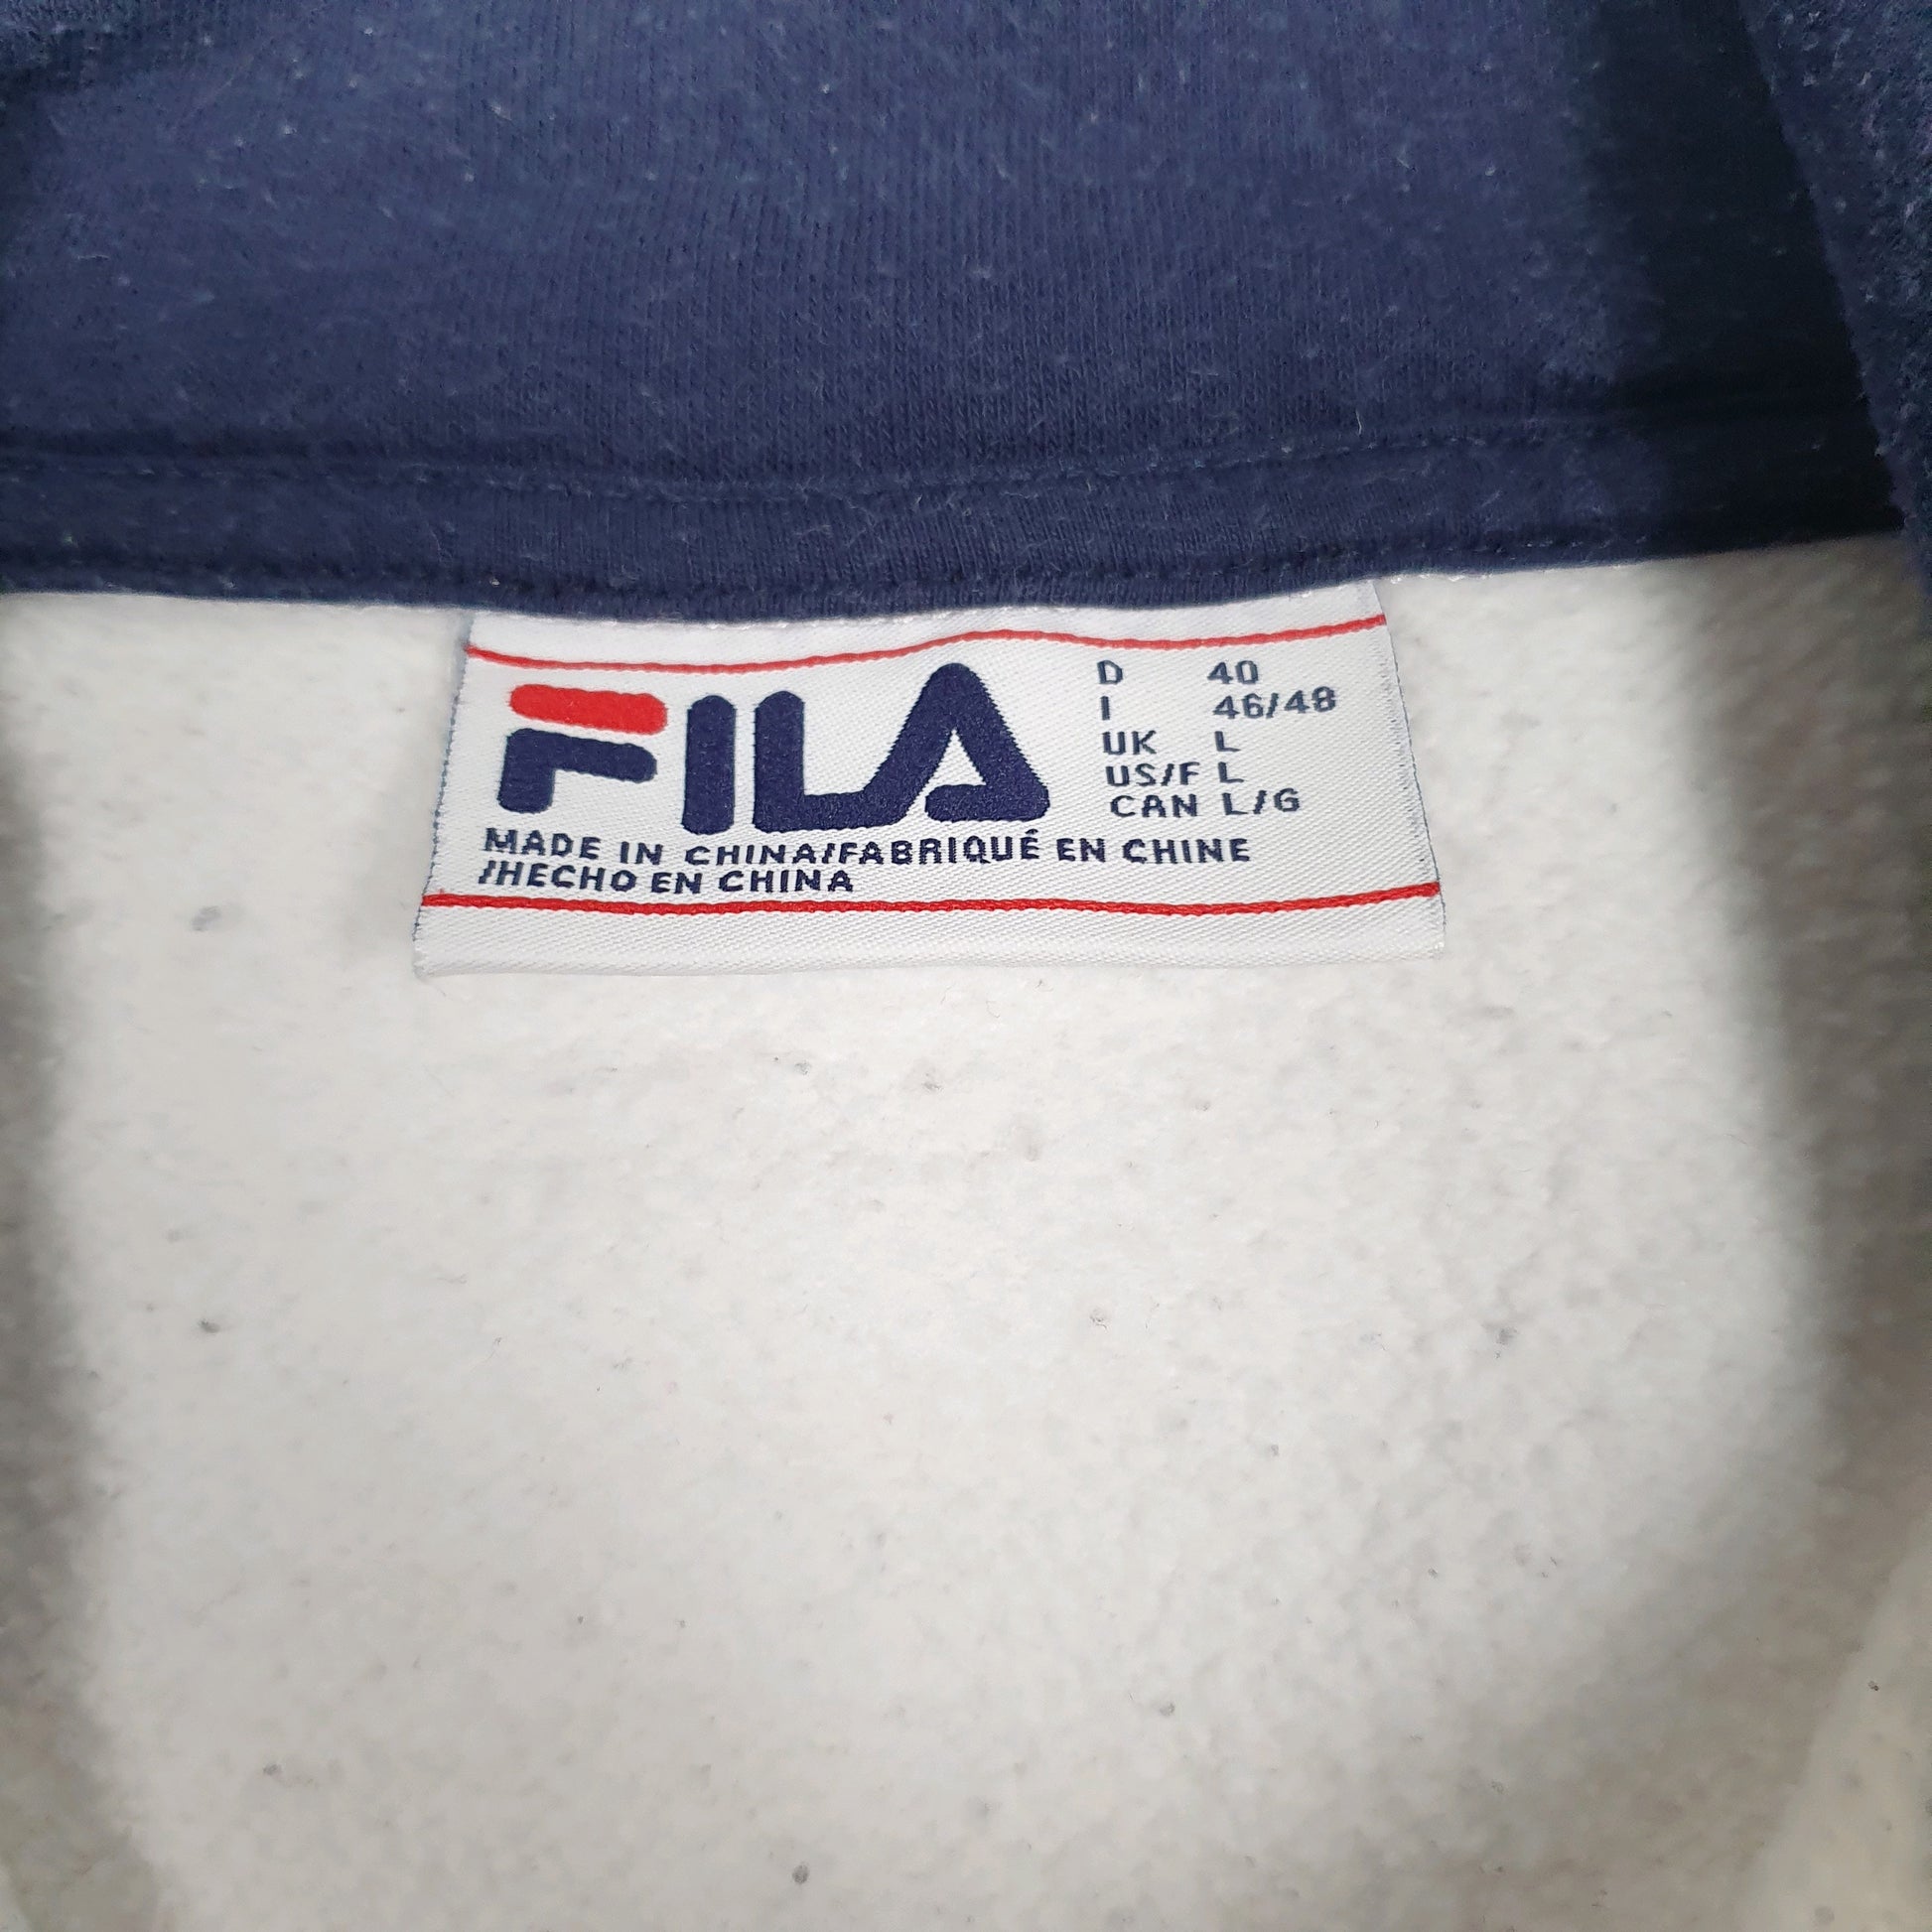 FILA
D 40
I 46/48
UK L
US/F L
CAN L/G
MADE IN CHINA/FABRIQUÉ EN CHINE
/HECHO EN CHINA